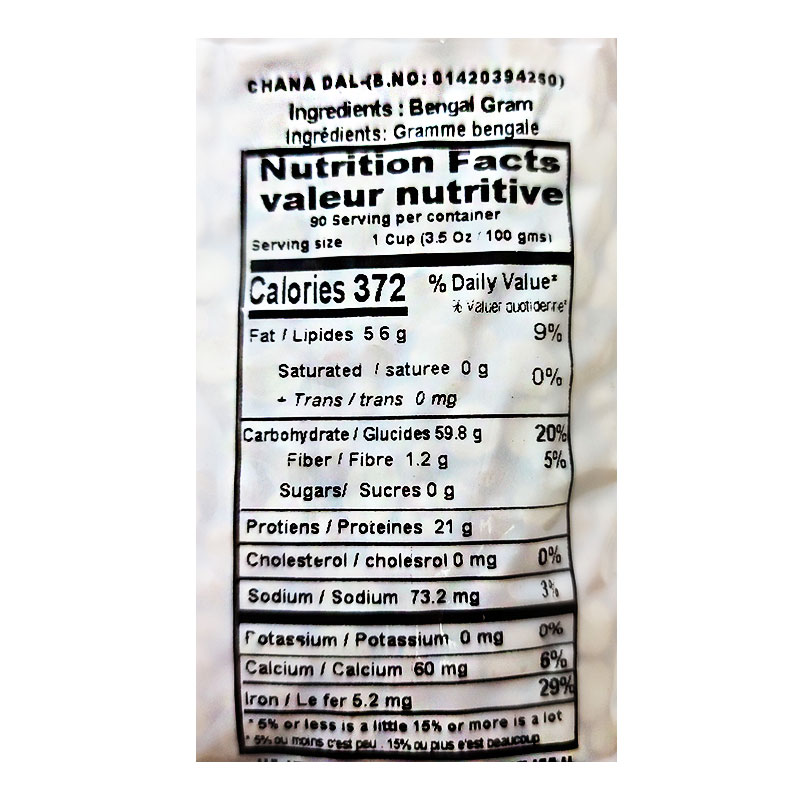 CHANA DAL-(B.NO: 01420394250)
Ingredients : Bengal Gram
Ingrédients: Gramme bengale
Nutrition Facts
valeur nutritive
90 Serving per container
Serving size 1 Cup (3.5 Oz / 100 gms)
Calories 372 % Daily Value*
% Valuer quotidenne*
Fat / Lipides 5 6 g 9%
Saturated / saturee 0 g 0%
+ Trans / trans 0 mg
Carbohydrate / Glucides 59.8 g 20%
Fiber / Fibre 1.2 g 5%
Sugars/ Sucres 0 g
Protiens / Proteines 21 g
Cholesterol / cholesrol 0 mg 0%
Sodium / Sodium 73.2 mg 3%
Potassium / Potassium 0 mg 0%
Calcium / Calcium 60 mg 6%
Iron / Le fer 5.2 mg 29%
* 5% or less is a little 15% or more is a lot
* 5% ou moins c'est peu . 15% ou plus e'est beaucoup